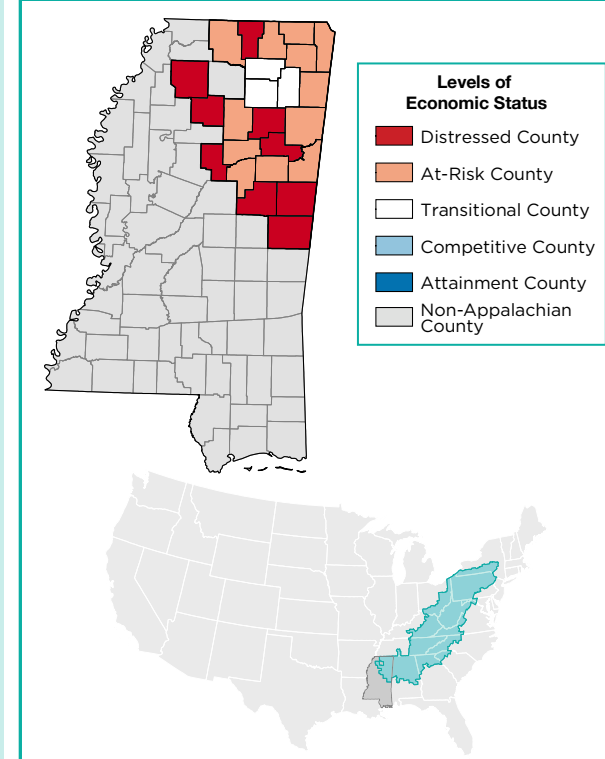 Levels of
Economic Status
Distressed County
At-Risk County
Transitional County
Competitive County
Attainment County
Non-Appalachian
County